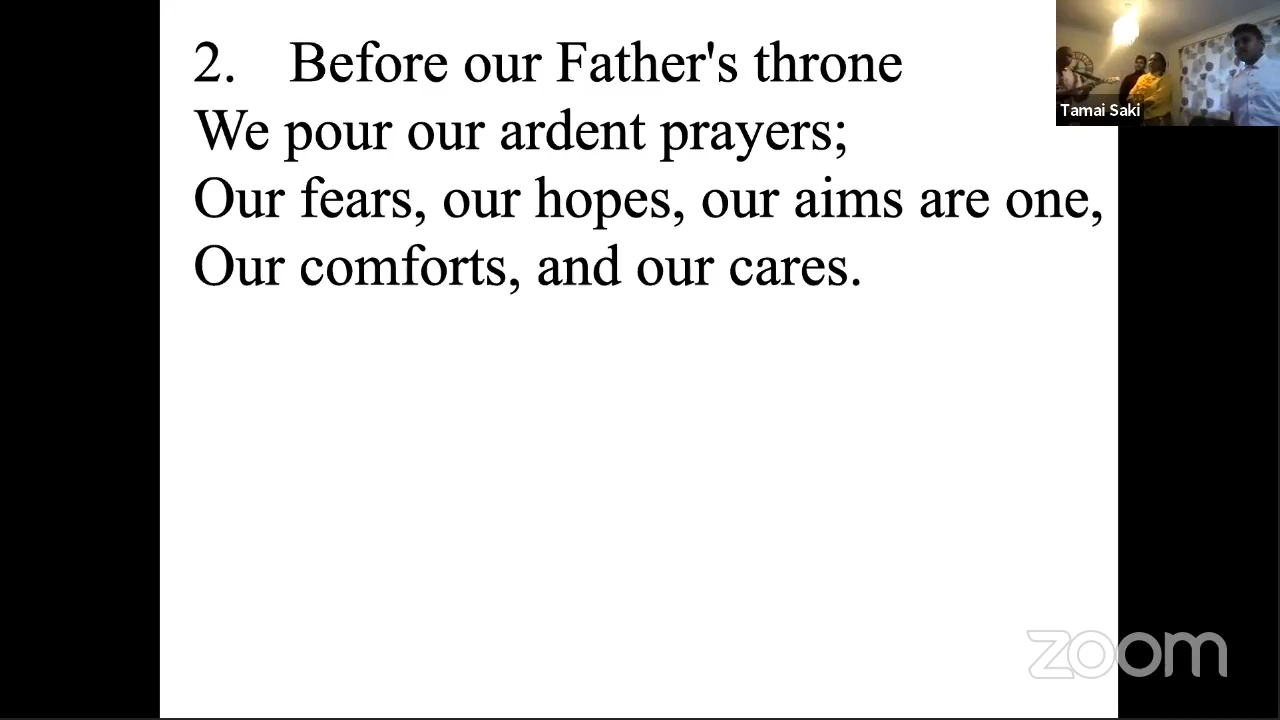 2. Before our Father's throne
We pour our ardent prayers;
Our fears, our hopes, our aims are one,
Our comforts, and our cares.
Tamai Saki
zoom